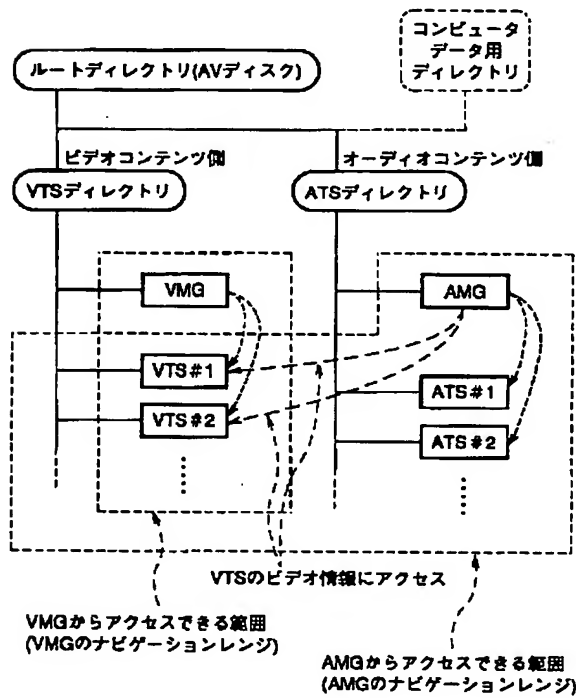 コンピュータ
データ用
ディレクトリ
ルートディレクトリ(AVディスク)
ビデオコンテンツ側
オーディオコンテンツ側
VTSディレクトリ
ATSディレクトリ
VMG
AMG
VTS#1
ATS#1
VTS#2
ATS#2
VTSのビデオ情報にアクセス
VMGからアクセスできる範囲
(VMGのナビゲーションレンジ)
AMGからアクセスできる範囲
(AMGのナビゲーションレンジ)